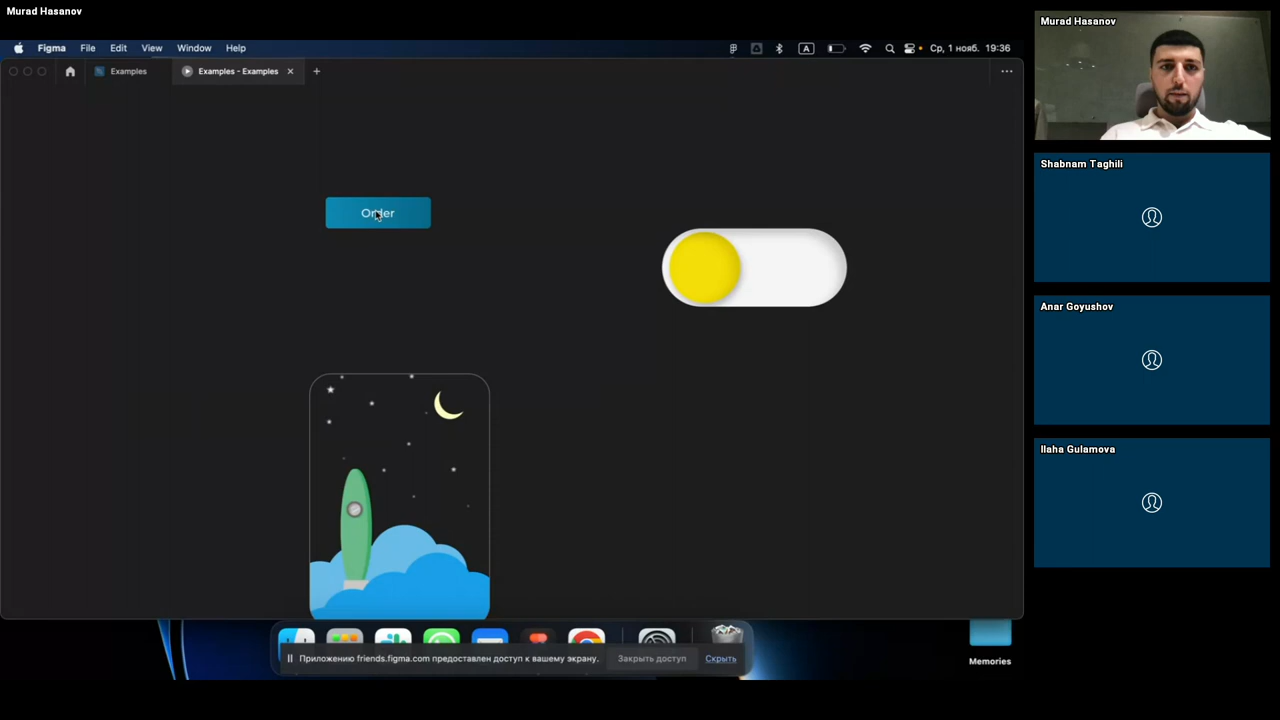 Murad Hasanov
Figma File Edit View Window Help
A
Ср, 1 нояб. 19:36
Examples
Examples - Examples
Order
Приложению friends.figma.com предоставлен доступ к вашему экрану.
Закрыть доступ
Скрыть
Memories
Murad Hasanov
Shabnam Taghili
Anar Goyushov
Ilaha Gulamova